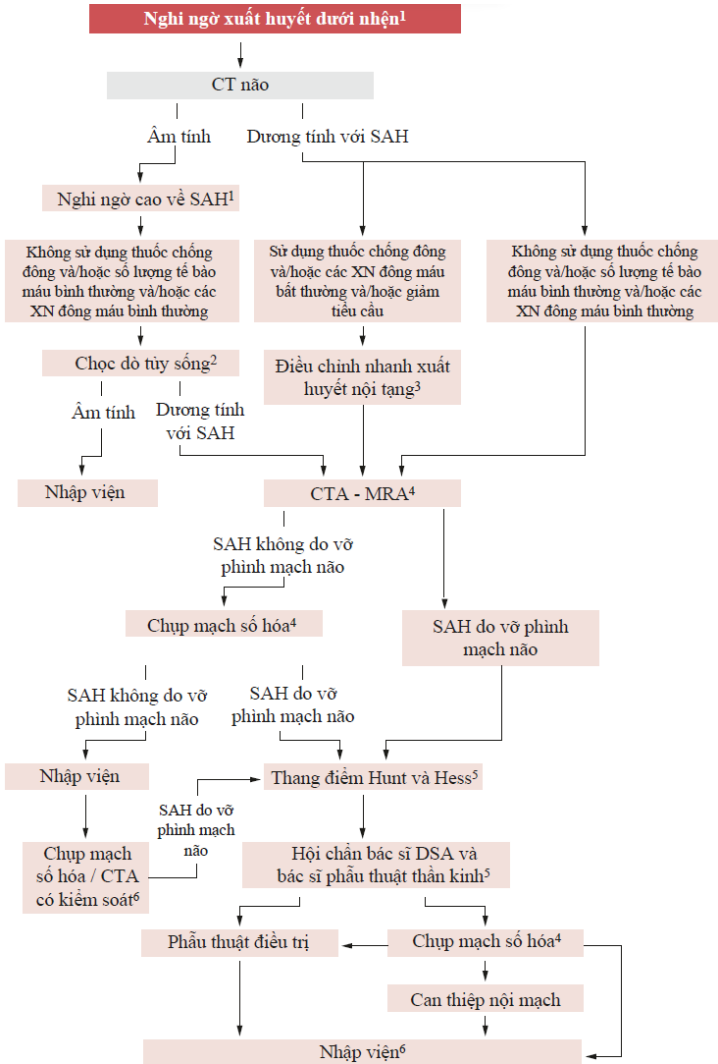 Nghi ngờ xuất huyết dưới nhện1
CT não
Âm tính
Dương tính với SAH
Nghi ngờ cao về SAH1
Không sử dụng thuốc chống
đông và/hoặc số lượng tế bào
máu bình thường và/hoặc các
XN đông máu bình thường
Sử dụng thuốc chống đông
và/hoặc các XN đông máu
bất thường và/hoặc giảm
tiểu cầu
Không sử dụng thuốc chống
đông và/hoặc số lượng tế bào
máu bình thường và/hoặc các
XN đông máu bình thường
Chọc dò tủy sống2
Điều chỉnh nhanh xuất
huyết nội tạng3
Âm tính
Dương tính
với SAH
Nhập viện
CTA - MRA4
SAH không do vỡ
phình mạch não
Chụp mạch số hóa4
SAH do vỡ phình
mạch não
SAH không do vỡ
phình mạch não
SAH do vỡ
phình mạch não
Nhập viện
Thang điểm Hunt và Hess5
SAH do vỡ
phình mạch
não
Chụp mạch
số hóa / CTA
có kiểm soát6
Hội chẩn bác sĩ DSA và
bác sĩ phẫu thuật thần kinh5
Phẫu thuật điều trị
Chụp mạch số hóa4
Can thiệp nội mạch
Nhập viện6